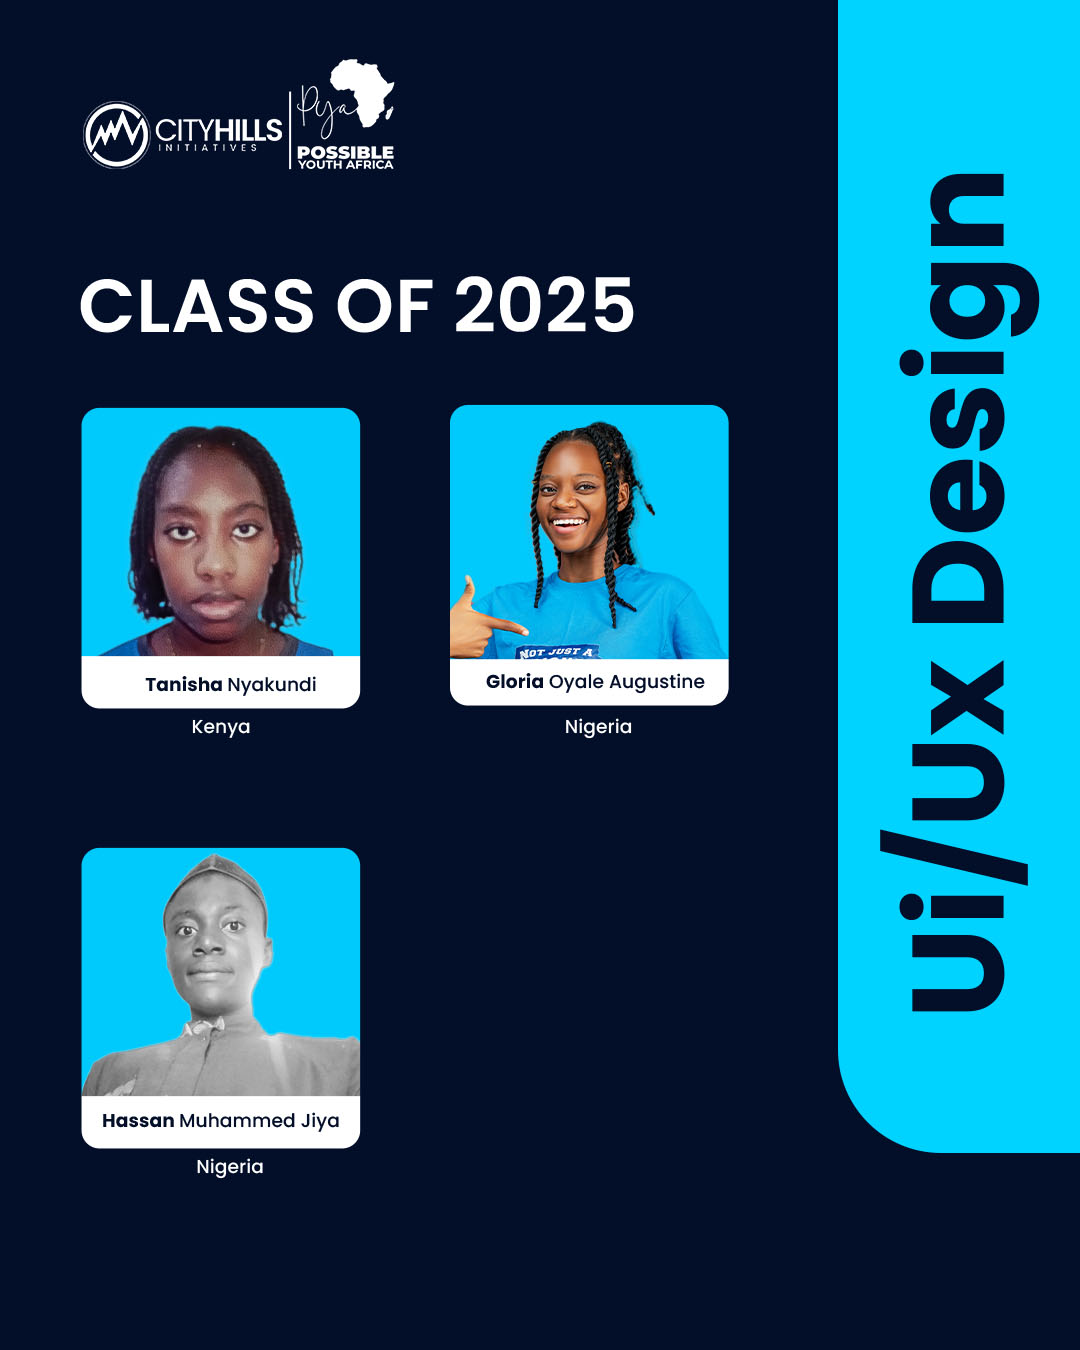 CITYHILLS
INITIATIVES
Pya
POSSIBLE
YOUTH AFRICA
CLASS OF 2025
NOT JUST A
Tanisha Nyakundi
Kenya
Gloria Oyale Augustine
Nigeria
Hassan Muhammed Jiya
Nigeria
Ui/Ux Design